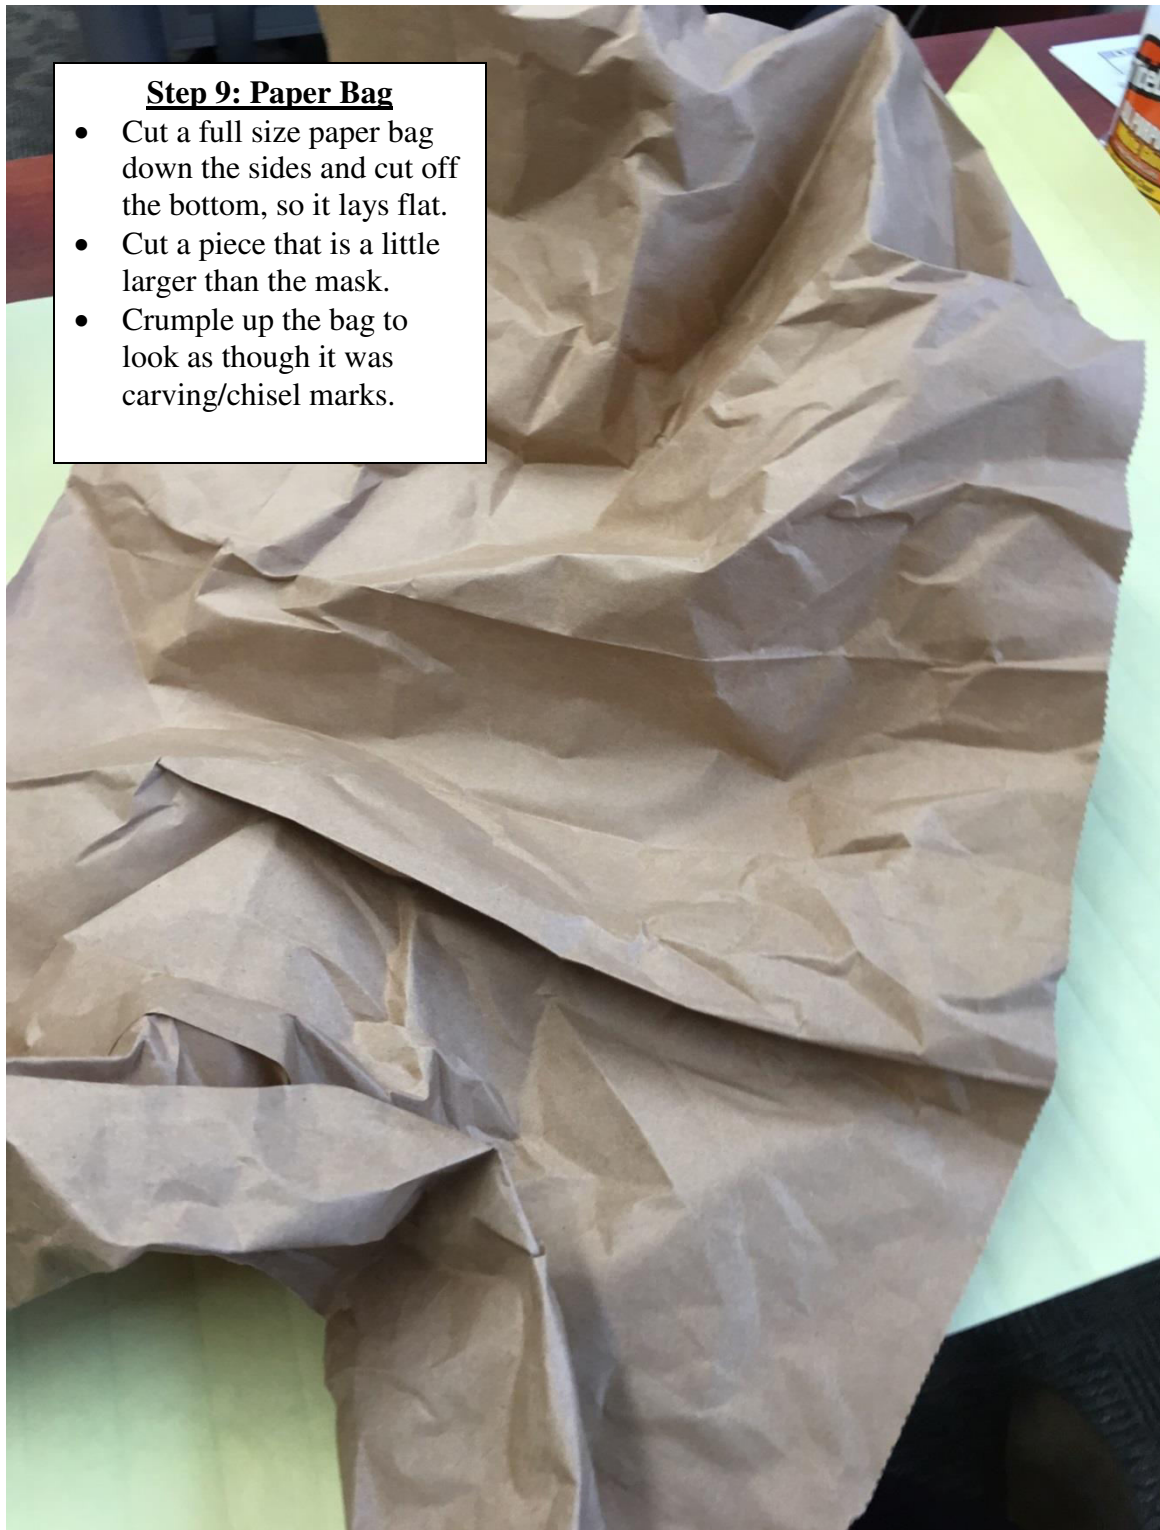 Step 9: Paper Bag
• Cut a full size paper bag
down the sides and cut off
the bottom, so it lays flat.
• Cut a piece that is a little
larger than the mask.
• Crumple up the bag to
look as though it was
carving/chisel marks.